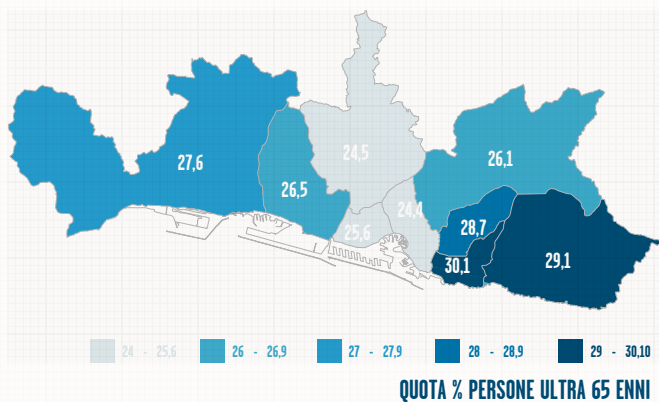 24,5
26,1
27,6
26,5
24,4
28,7
25,6
30,1
29,1
24 - 25,6
26 - 26,9
27 - 27,9
28 - 28,9
29 - 30,10
QUOTA % PERSONE ULTRA 65 ENNI